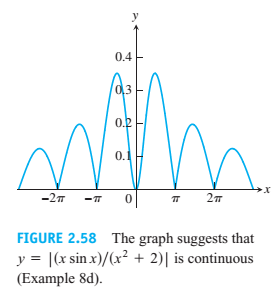 y
0.4
0.3
0.2
0.1
−2π −π 0 π 2π x
FIGURE 2.58 The graph suggests that
y = |(x sin x)/(x² + 2)| is continuous
(Example 8d).